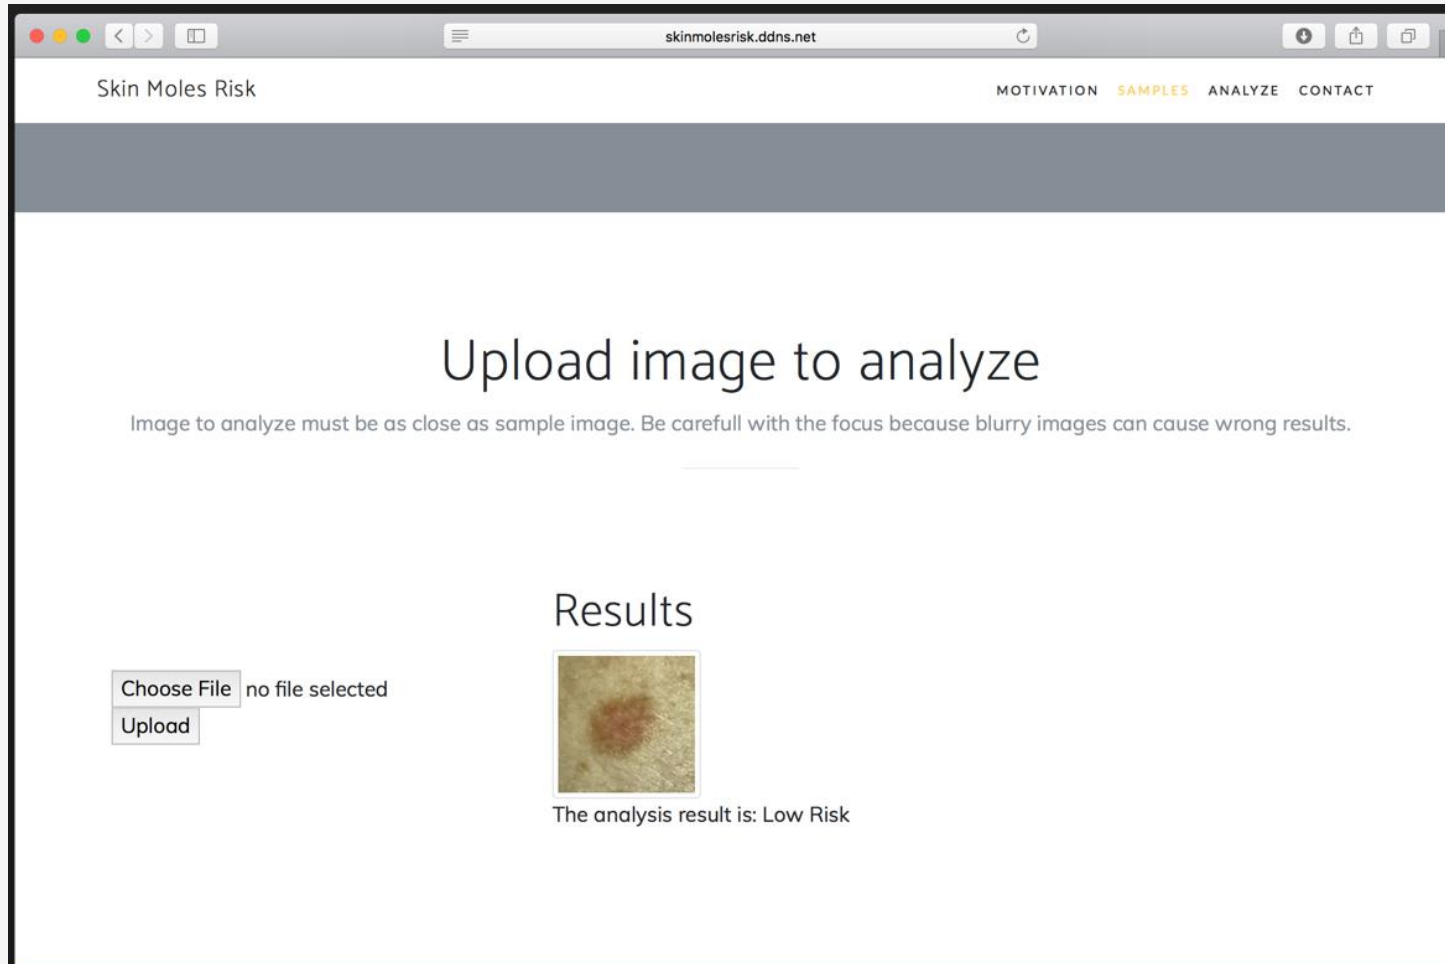 skinmolesrisk.ddns.net
Skin Moles Risk
MOTIVATION SAMPLES ANALYZE CONTACT
Upload image to analyze
Image to analyze must be as close as sample image. Be carefull with the focus because blurry images can cause wrong results.
Results
Choose File no file selected
Upload
The analysis result is: Low Risk